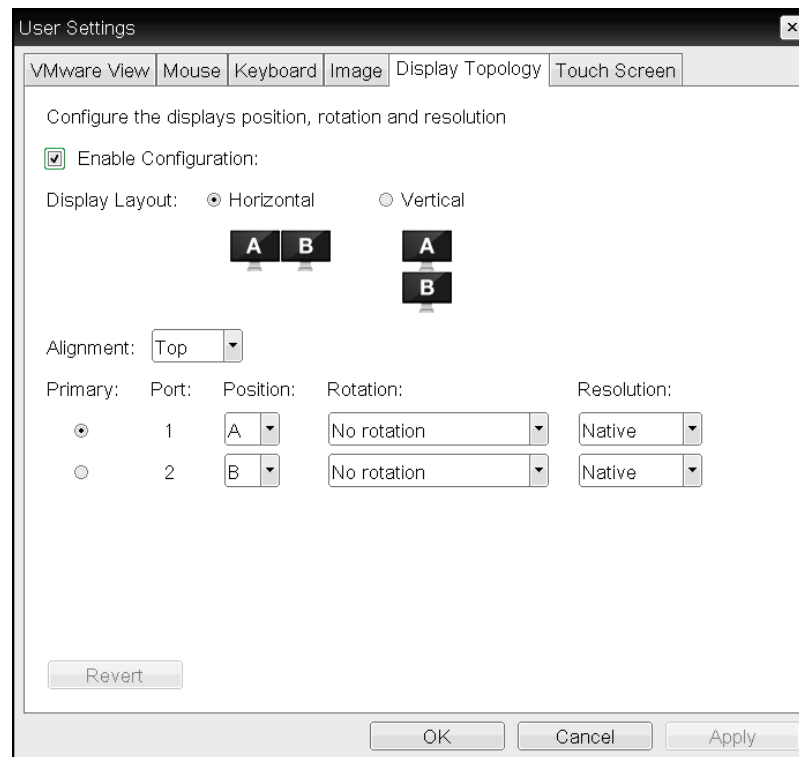 User Settings
VMware View Mouse Keyboard Image Display Topology Touch Screen
Configure the displays position, rotation and resolution
Enable Configuration:
Display Layout: Horizontal Vertical
A B A
B
Alignment: Top
Primary: Port: Position: Rotation: Resolution:
1 A No rotation Native
2 B No rotation Native
Revert
OK Cancel Apply